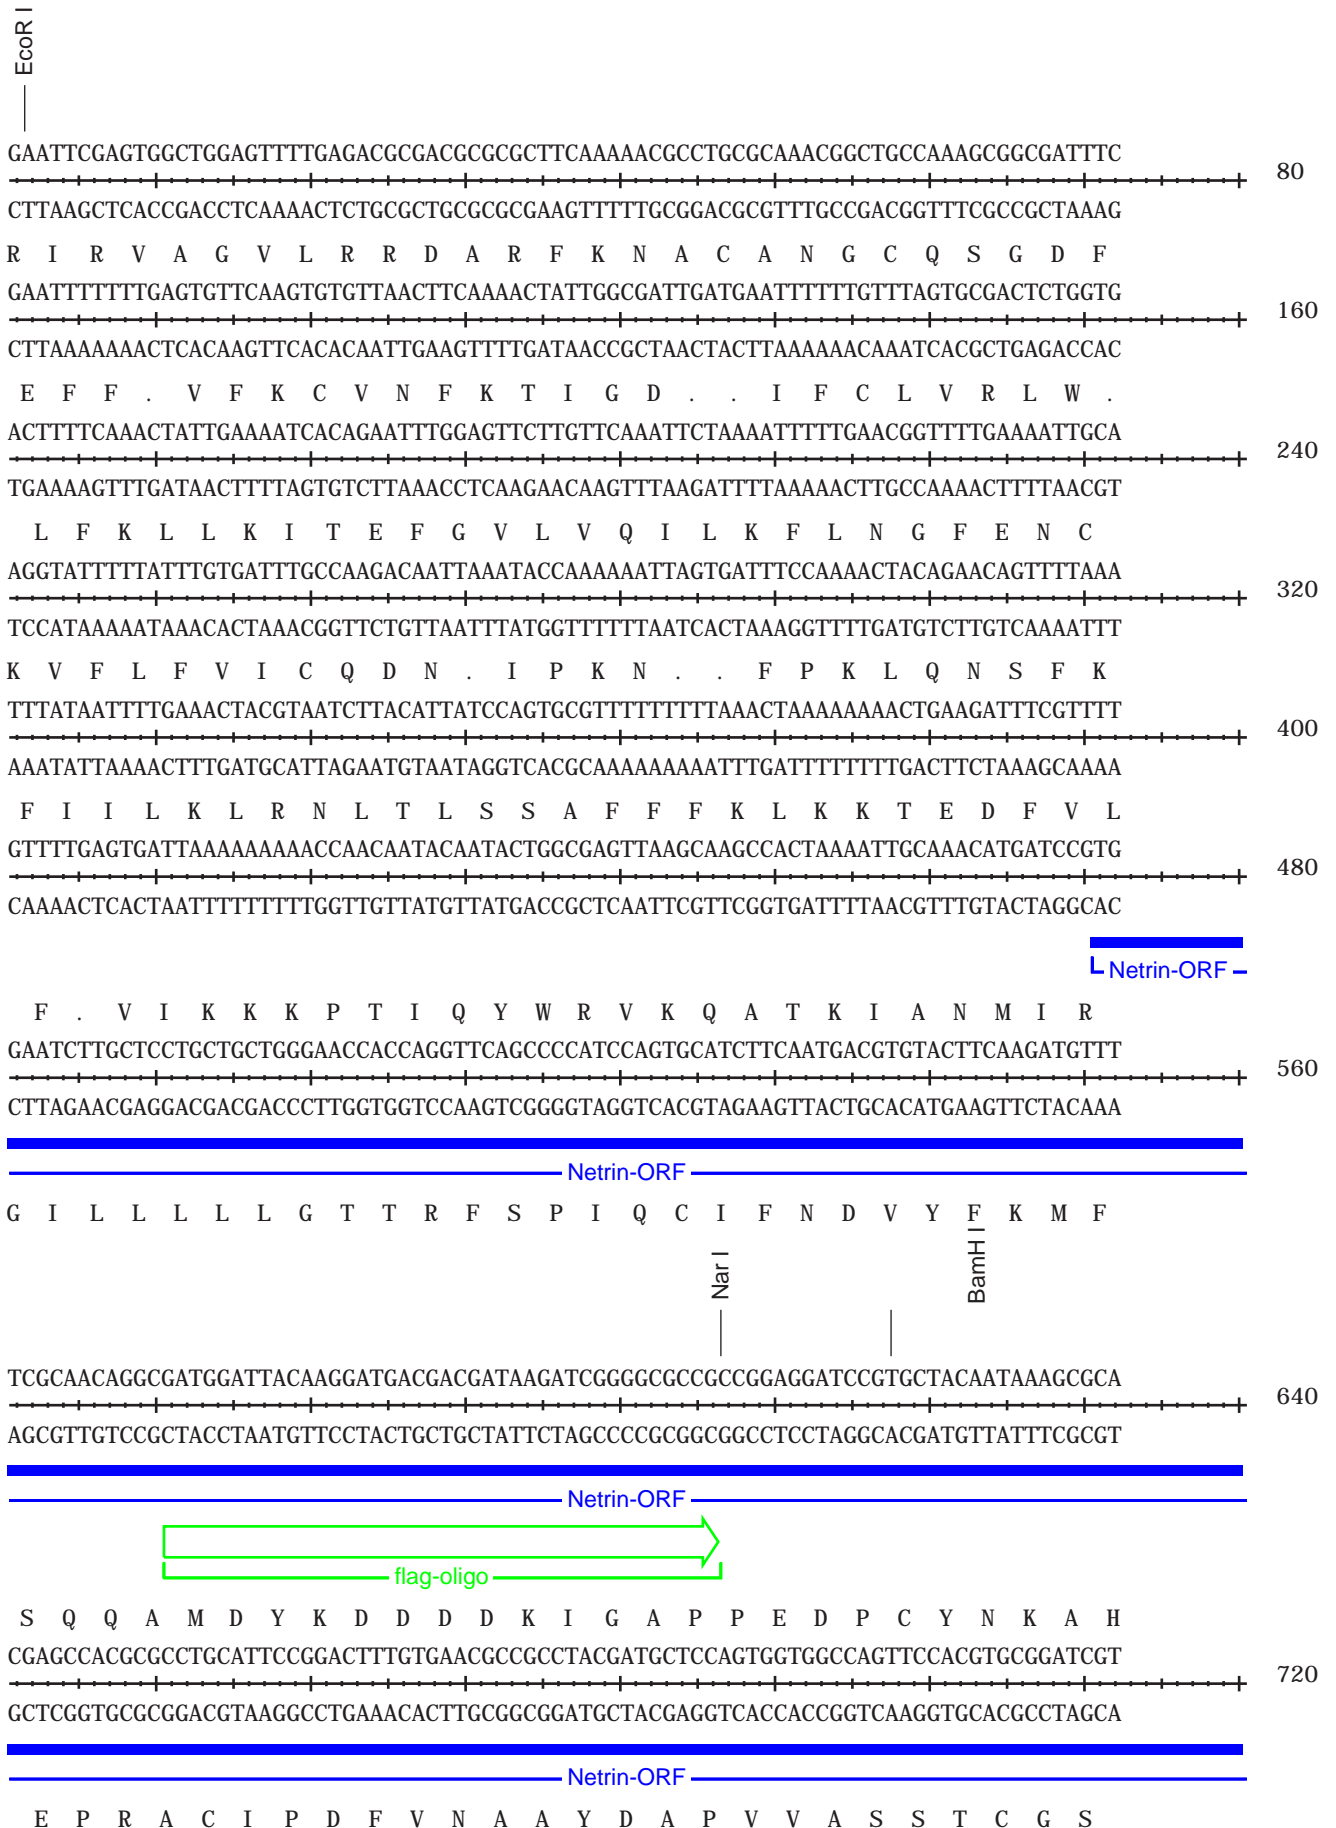 EcoR I
GAATTCGAGTGGCTGGAGTTTTGAGACGCGACGCGCGCTTCAAAAACGCCTGCGCAAACGGCTGCCAAAGCGGCGATTTC
80
CTTAAGCTCACCGACCTCAAAACTCTGCGCTGCGCGCGAAGTTTTTGCGGACGCGTTTGCCGACGGTTTCGCCGCTAAAG
R I R V A G V L R R D A R F K N A C A N G C Q S G D F
GAATTTTTTTGAGTGTTCAAGTGTGTTAACTTCAAAACTATTGGCGATTGATGAATTTTTTGTTTAGTGCGACTCTGGTG
160
CTTAAAAAAACTCACAAGTTCACACAATTGAAGTTTTGATAACCGCTAACTACTTAAAAAACAAATCACGCTGAGACCAC
E F F . V F K C V N F K T I G D . . I F C L V R L W .
ACTTTTCAAACTATTGAAAATCACAGAATTTGGAGTTCTTGTTCAAATTCTAAAATTTTTGAACGGTTTTGAAAATTGCA
240
TGAAAAGTTTGATAACTTTTAGTGTCTTAAACCTCAAGAACAAGTTTAAGATTTTAAAAACTTGCCAAAACTTTTAACGT
L F K L L K I T E F G V L V Q I L K F L N G F E N C
AGGTATTTTTATTTGTGATTTGCCAAGACAATTAAATACCAAAAAATTAGTGATTTCCAAAACTACAGAACAGTTTTAAA
320
TCCATAAAAATAAACACTAAACGGTTCTGTTAATTTATGGTTTTTTAATCACTAAAGGTTTTGATGTCTTGTCAAAATTT
K V F L F V I C Q D N . I P K N . . F P K L Q N S F K
TTTATAATTTTGAAACTACGTAATCTTACATTATCCAGTGCGTTTTTTTTTAAACTAAAAAAAACTGAAGATTTCGTTTT
400
AAATATTAAAACTTTGATGCATTAGAATGTAATAGGTCACGCAAAAAAAAATTTGATTTTTTTTGACTTCTAAAGCAAAA
F I I L K L R N L T L S S A F F F K L K K T E D F V L
GTTTTGAGTGATTAAAAAAAAACCAACAATACAATACTGGCGAGTTAAGCAAGCCACTAAAATTGCAAACATGATCCGTG
480
CAAAACTCACTAATTTTTTTTTGGTTGTTATGTTATGACCGCTCAATTCGTTCGGTGATTTTAACGTTTGTACTAGGCAC
Netrin-ORF
F . V I K K K P T I Q Y W R V K Q A T K I A N M I R
GAATCTTGCTCCTGCTGCTGGGAACCACCAGGTTCAGCCCCATCCAGTGCATCTTCAATGACGTGTACTTCAAGATGTTT
560
CTTAGAACGAGGACGACGACCCTTGGTGGTCCAAGTCGGGGTAGGTCACGTAGAAGTTACTGCACATGAAGTTCTACAAA
Netrin-ORF
G I L L L L L G T T R F S P I Q C I F N D V Y F K M F
Nar I
BamH I
TCGCAACAGGCGATGGATTACAAGGATGACGACGATAAGATCGGGGCGCCGCCGGAGGATCCGTGCTACAATAAAGCGCA
640
AGCGTTGTCCGCTACCTAATGTTCCTACTGCTGCTATTCTAGCCCCGCGGCGGCCTCCTAGGCACGATGTTATTTCGCGT
Netrin-ORF
flag-oligo
S Q Q A M D Y K D D D D K I G A P P E D P C Y N K A H
CGAGCCACGCGCCTGCATTCCGGACTTTGTGAACGCCGCCTACGATGCTCCAGTGGTGGCCAGTTCCACGTGCGGATCGT
720
GCTCGGTGCGCGGACGTAAGGCCTGAAACACTTGCGGCGGATGCTACGAGGTCACCACCGGTCAAGGTGCACGCCTAGCA
Netrin-ORF
E P R A C I P D F V N A A Y D A P V V A S S T C G S